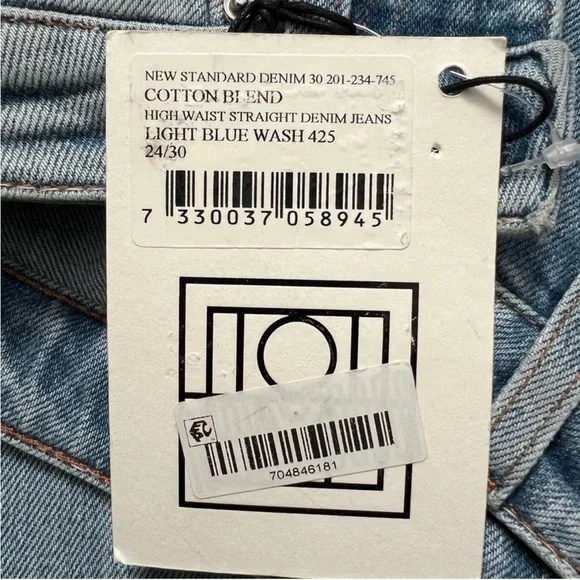 NEW STANDARD DENIM 30 201-234-745
COTTON BLEND
HIGH WAIST STRAIGHT DENIM JEANS
LIGHT BLUE WASH 425
24/30
7 330037 058945
704846181